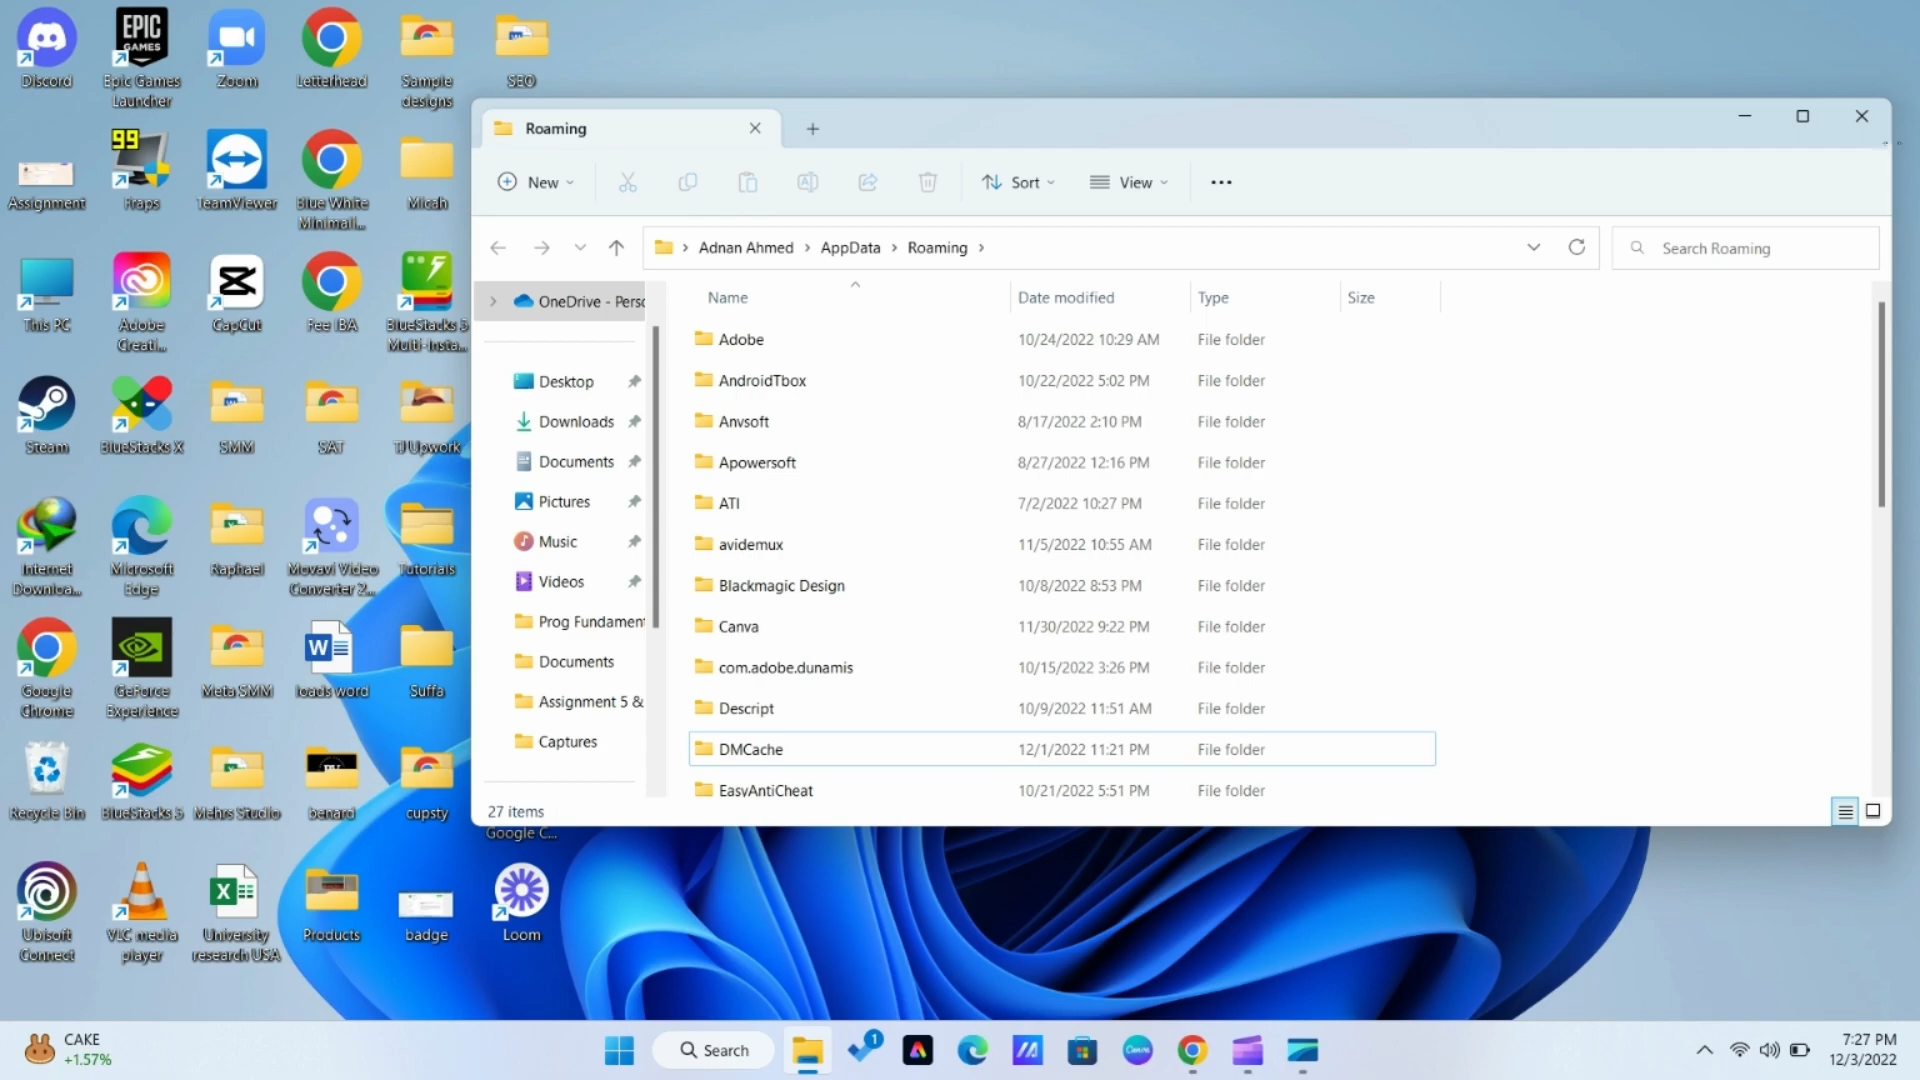 Discord
EPIC
GAMES
Epic Games
Launcher
Zoom
Letterhead
Sample
designs
SEO
Assignment
99
Fraps
TeamViewer
Blue White
Minimali...
Micah
This PC
Adobe
Creati...
CapCut
Fee IBA
BlueStacks 5
Multi-Insta...
Steam
BlueStacks X
SMM
SAT
TJ Upwork
Internet
Downloa...
Microsoft
Edge
Raphael
Movavi Video
Converter 2...
Tutorials
Google
Chrome
GeForce
Experience
Meta SMM
W
loads word
Suffa
Recycle Bin
BlueStacks 5
Mehrs Studio
benard
cupsty
Google C...
Ubisoft
Connect
VLC media
player
X
University
research USA
Products
badge
Loom
Roaming
New
Sort
View
Adnan Ahmed > AppData > Roaming >
Search Roaming
OneDrive - Perso
Desktop
Downloads
Documents
Pictures
Music
Videos
Prog Fundament
Documents
Assignment 5 &
Captures
Name Date modified Type Size
Adobe 10/24/2022 10:29 AM File folder
AndroidTbox 10/22/2022 5:02 PM File folder
Anvsoft 8/17/2022 2:10 PM File folder
Apowersoft 8/27/2022 12:16 PM File folder
ATI 7/2/2022 10:27 PM File folder
avidemux 11/5/2022 10:55 AM File folder
Blackmagic Design 10/8/2022 8:53 PM File folder
Canva 11/30/2022 9:22 PM File folder
com.adobe.dunamis 10/15/2022 3:26 PM File folder
Descript 10/9/2022 11:51 AM File folder
DMCache 12/1/2022 11:21 PM File folder
EasyAntiCheat 10/21/2022 5:51 PM File folder
27 items
CAKE
+1.57%
Search
1
Canva
7:27 PM
12/3/2022